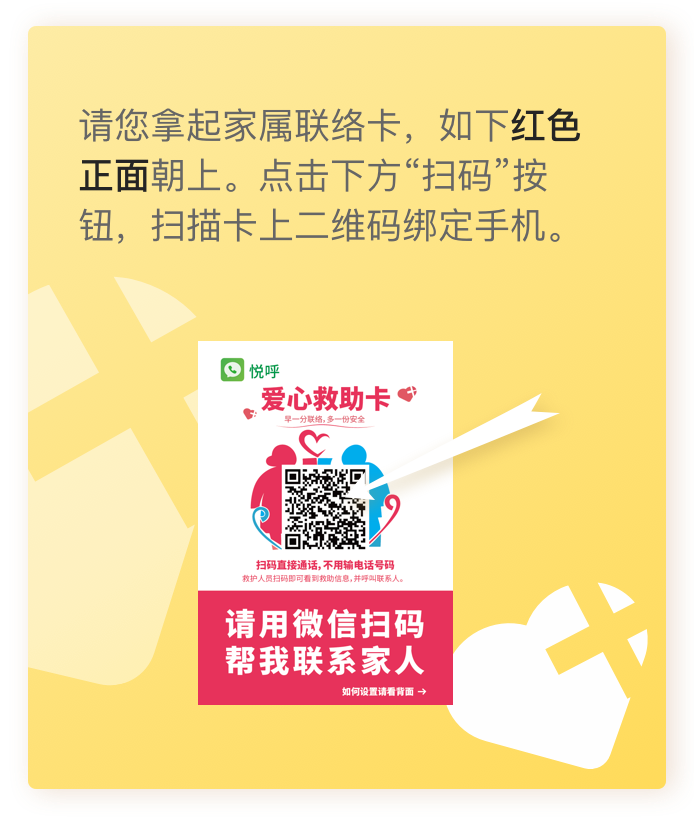 请您拿起家属联络卡，如下红色
正面朝上。点击下方“扫码”按
钮，扫描卡上二维码绑定手机。
悦呼
爱心救助卡
早一分联络，多一份安全
扫码直接通话，不用输电话号码
救护人员扫码即可看到救助信息，并呼叫联系人。
请用微信扫码
帮我联系家人
如何设置请看背面 →